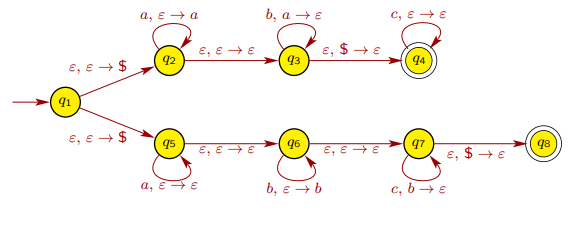 a, ε → a    b, a → ε    c, ε → ε
q₂    ε, ε → ε    q₃    ε, $ → ε    q₄
ε, ε → $
q₁
ε, ε → $
q₅    ε, ε → ε    q₆    ε, ε → ε    q₇    ε, $ → ε    q₈
a, ε → ε    b, ε → b    c, b → ε